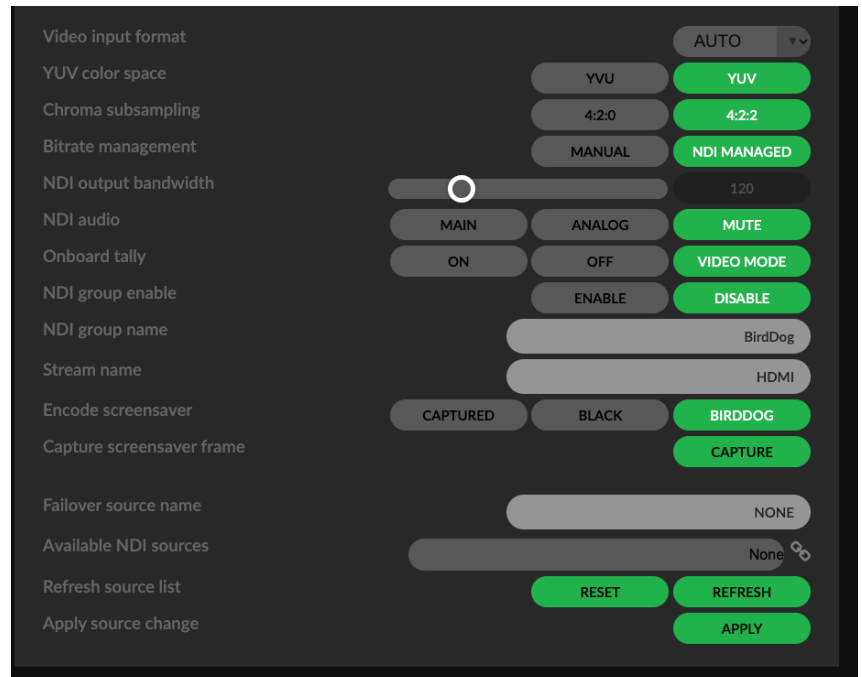 Video input format AUTO
YUV color space YVU YUV
Chroma subsampling 4:2:0 4:2:2
Bitrate management MANUAL NDI MANAGED
NDI output bandwidth 120
NDI audio MAIN ANALOG MUTE
Onboard tally ON OFF VIDEO MODE
NDI group enable ENABLE DISABLE
NDI group name BirdDog
Stream name HDMI
Encode screensaver CAPTURED BLACK BIRDDOG
Capture screensaver frame CAPTURE
Failover source name NONE
Available NDI sources None
Refresh source list RESET REFRESH
Apply source change APPLY